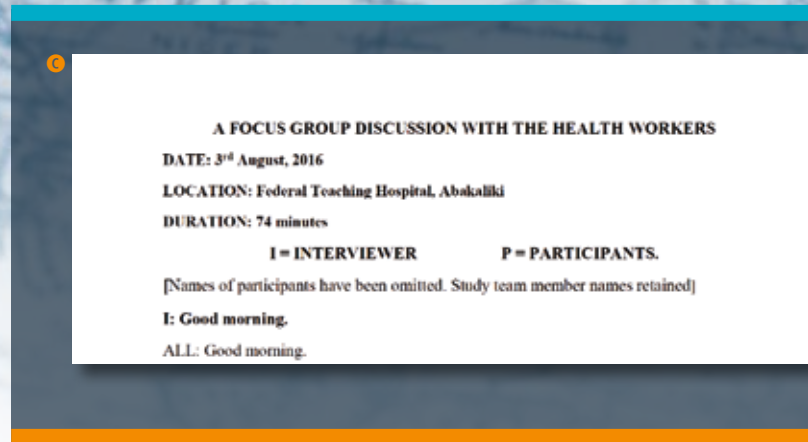 C
A FOCUS GROUP DISCUSSION WITH THE HEALTH WORKERS
DATE: 3rd August, 2016
LOCATION: Federal Teaching Hospital, Abakaliki
DURATION: 74 minutes
I = INTERVIEWER P = PARTICIPANTS.
[Names of participants have been omitted. Study team member names retained]
I: Good morning.
ALL: Good morning.